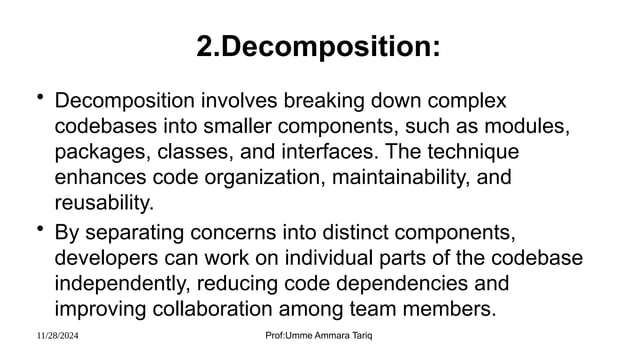 2.Decomposition:
• Decomposition involves breaking down complex
codebases into smaller components, such as modules,
packages, classes, and interfaces. The technique
enhances code organization, maintainability, and
reusability.
• By separating concerns into distinct components,
developers can work on individual parts of the codebase
independently, reducing code dependencies and
improving collaboration among team members.
11/28/2024
Prof:Umme Ammara Tariq